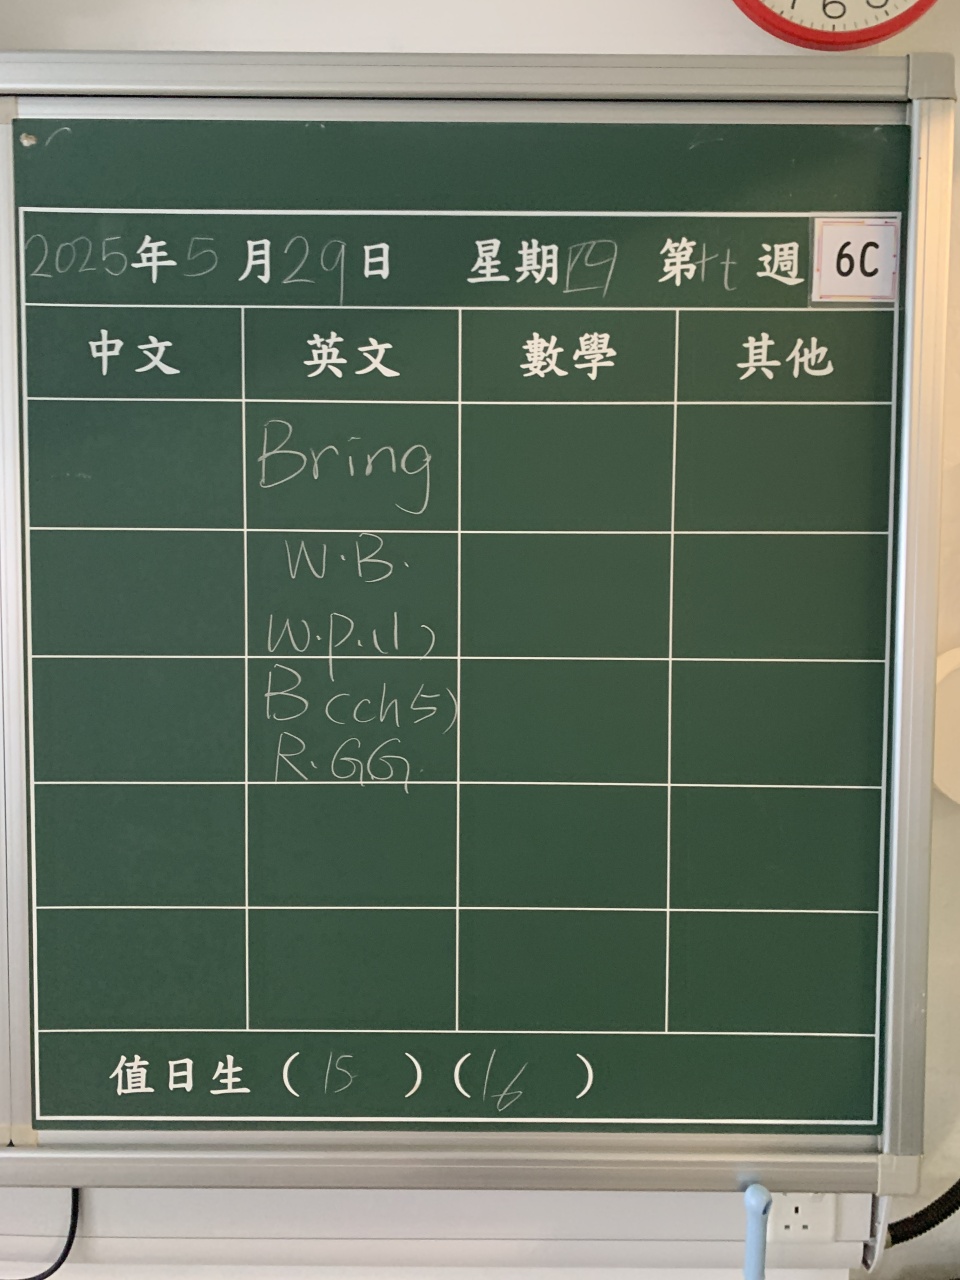 2025年5月29日 星期四 第 週 6C
中文 英文 數學 其他
Bring
W.B.
W.P.(1)
B (ch5)
R.GG.
值日生(15)(16)